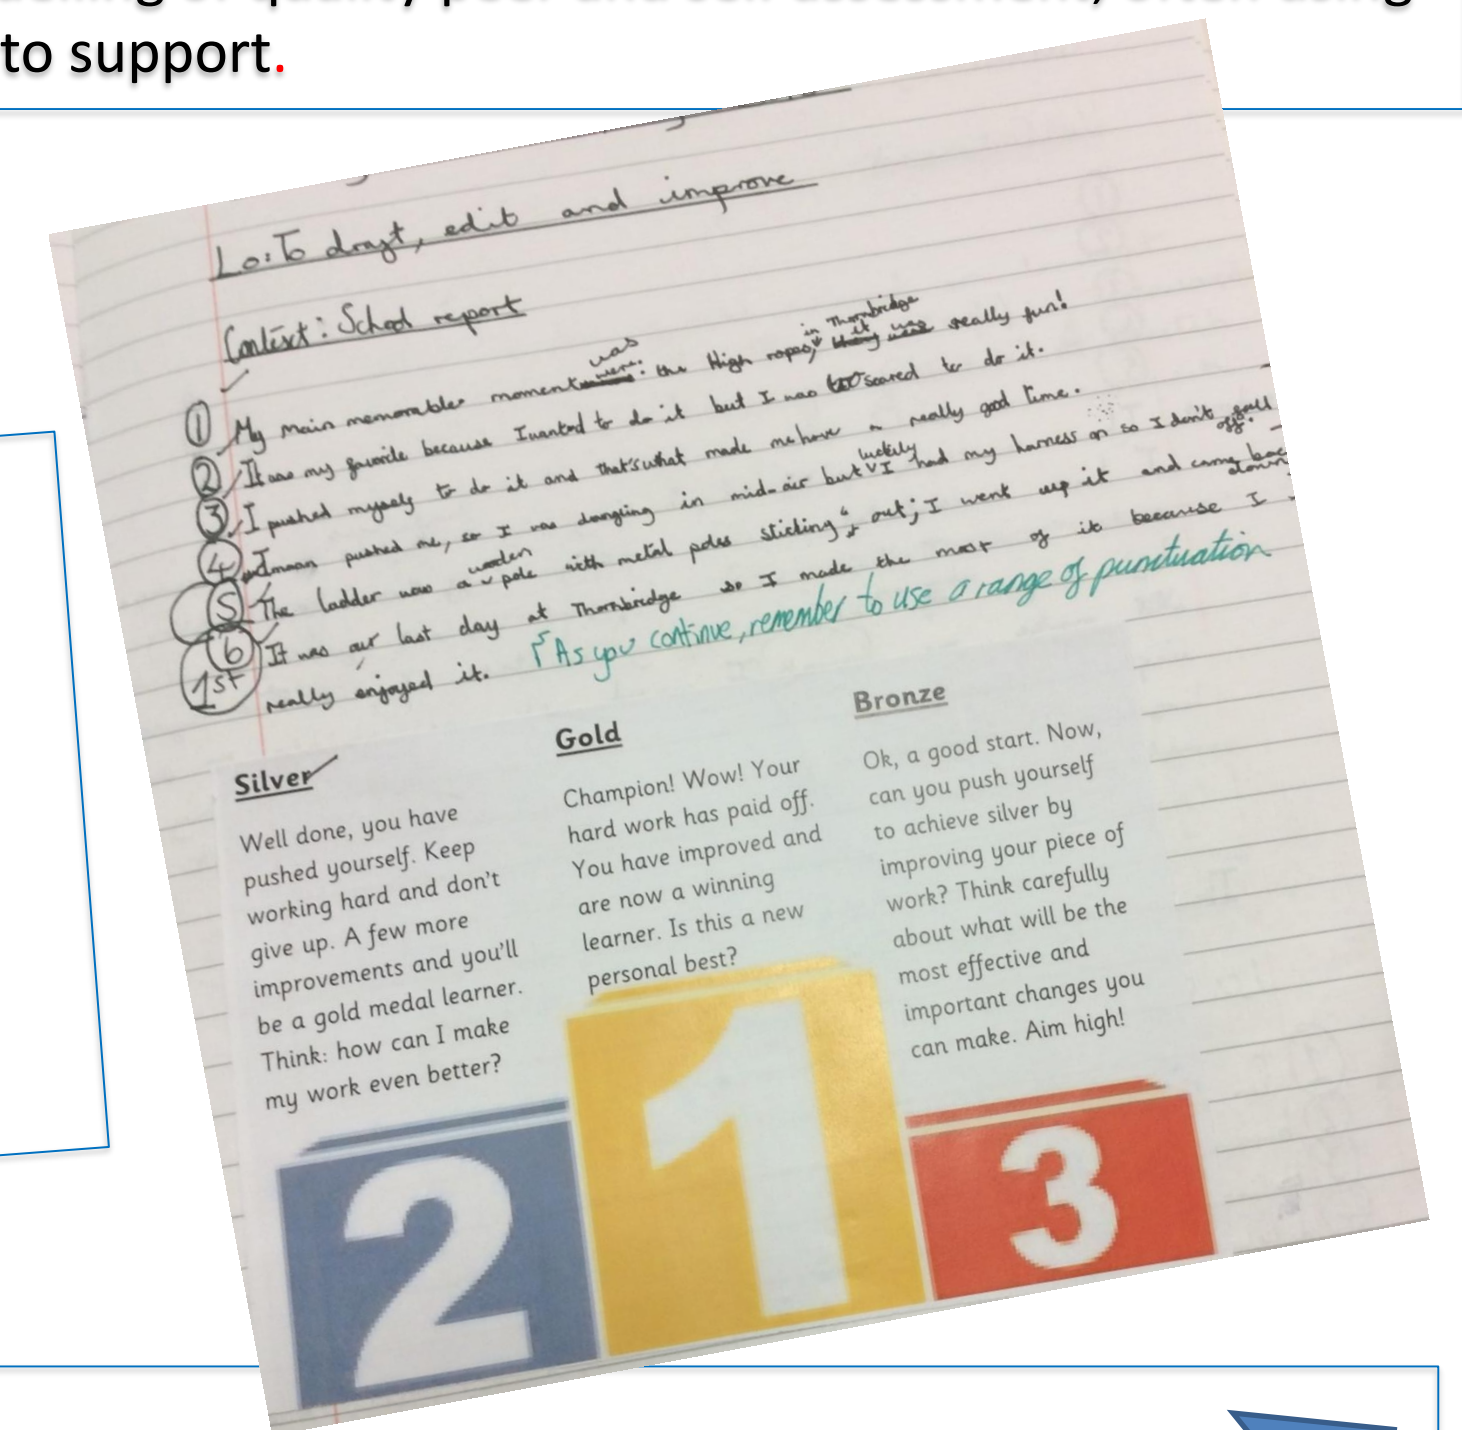 to support.
Lo: To draft, edit and improve
Context: School report
was
in Thornbridge
① My main memorable moment were: the High ropes, it was really fun!
② It was my favorite because I wanted to do it but I was too scared to do it.
③ I pushed myself to do it and that's what made me have a really good time.
luckely
④ pushed me, so I was dangling in mid-air but I had my harness on so I don't fall
off.
wooden
⑤ The ladder was a pole with metal poles sticking out; I went up it and came
down
⑥ It was our last day at Thornbridge so I made the most of it because I
1st really enjoyed it.
As you continue, remember to use a range of punctuation
Silver
Well done, you have
pushed yourself. Keep
working hard and don't
give up. A few more
improvements and you'll
be a gold medal learner.
Think: how can I make
my work even better?
Gold
Champion! Wow! Your
hard work has paid off.
You have improved and
are now a winning
learner. Is this a new
personal best?
Bronze
Ok, a good start. Now,
can you push yourself
to achieve silver by
improving your piece of
work? Think carefully
about what will be the
most effective and
important changes you
can make. Aim high!
2
1
3